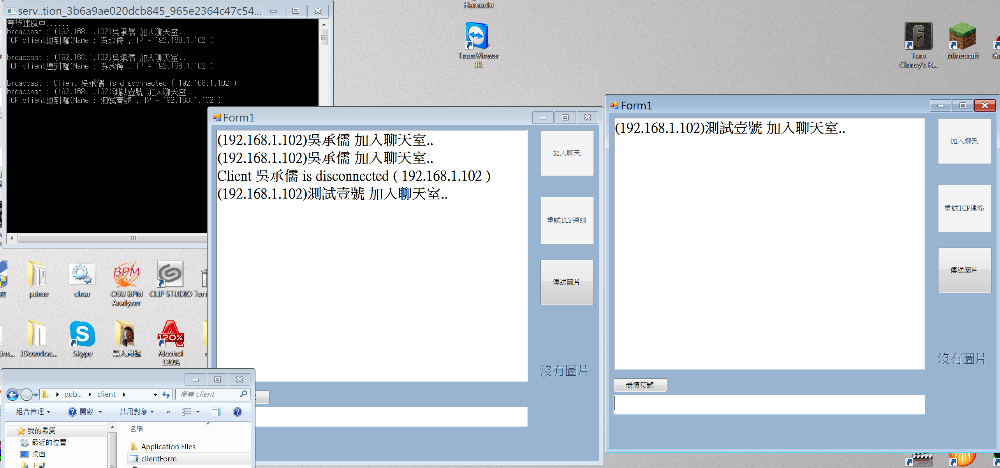 serv..tion_3b6a9ae020dcb845_965e2364c47c54...
等待連線中......
broadcast : (192.168.1.102)吳承儒 加入聊天室..
TCP client連到囉(Name : 吳承儒 , IP = 192.168.1.102 )
broadcast : (192.168.1.102)吳承儒 加入聊天室..
TCP client連到囉(Name : 吳承儒 , IP = 192.168.1.102 )
broadcast : Client 吳承儒 is disconnected ( 192.168.1.102 )
broadcast : (192.168.1.102)測試壹號 加入聊天室..
TCP client連到囉(Name : 測試壹號 , IP = 192.168.1.102 )
Hamachi
TeamViewer
11
Tom
Clancy's R...
Minecraft
Ga
Form1
(192.168.1.102)吳承儒 加入聊天室..
(192.168.1.102)吳承儒 加入聊天室..
Client 吳承儒 is disconnected ( 192.168.1.102 )
(192.168.1.102)測試壹號 加入聊天室..
加入聊天
重試TCP連線
傳送圖片
沒有圖片
Form1
(192.168.1.102)測試壹號 加入聊天室..
加入聊天
重試TCP連線
傳送圖片
沒有圖片
表情符號
音
ptime
clear
BPM
OSU BPM
Analyzer
CLIP STUDIO
Tort
ins...
JDownloa...
Skype
黑人問號
120%
Alcohol
120%
pub...
client
搜尋 client
組合管理
開啟
共用對象
»
我的最愛
最近的位置
桌面
下載
名稱
Application Files
clientForm